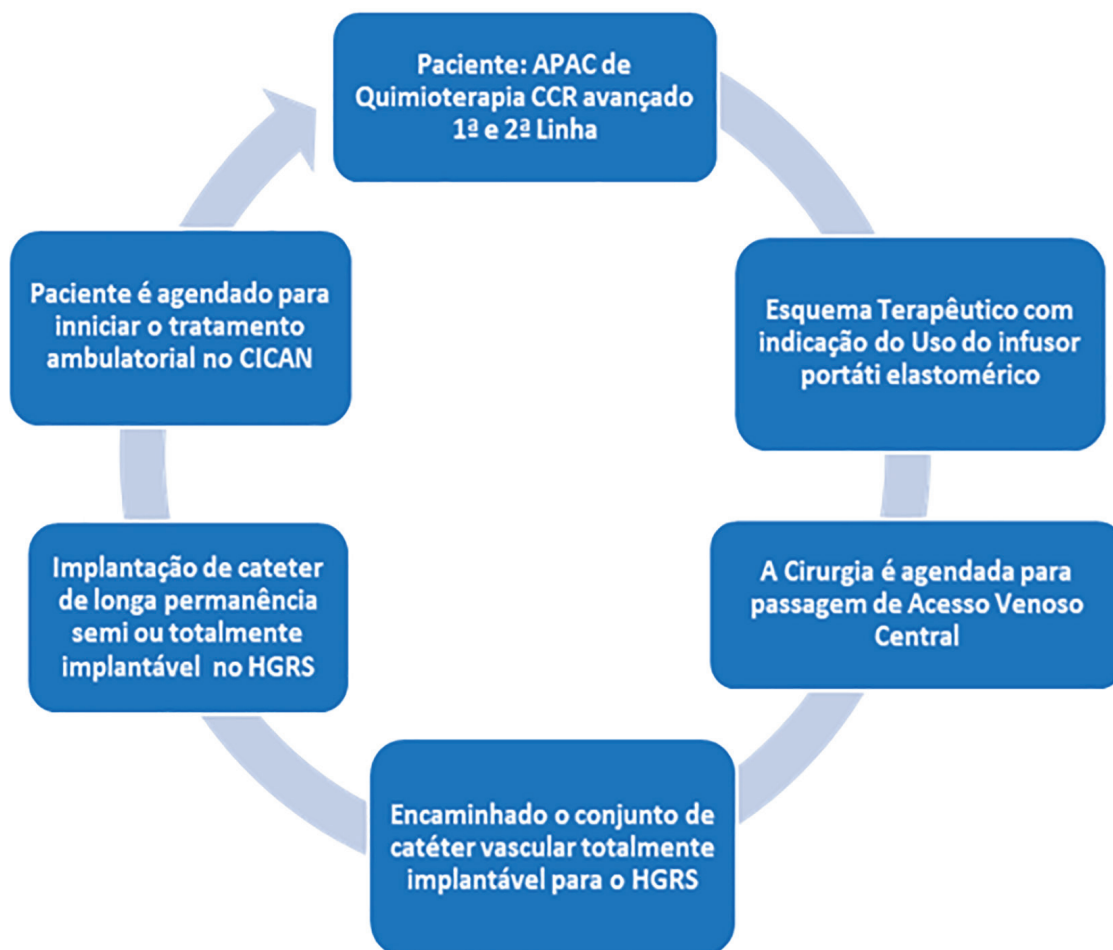 Paciente: APAC de
Quimioterapia CCR avançado
1ª e 2ª Linha
Esquema Terapêutico com
indicação do Uso do infusor
portáti elastomérico
A Cirurgia é agendada para
passagem de Acesso Venoso
Central
Encaminhado o conjunto de
catéter vascular totalmente
implantável para o HGRS
Implantação de cateter
de longa permanência
semi ou totalmente
implantável no HGRS
Paciente é agendado para
inniciar o tratamento
ambulatorial no CICAN